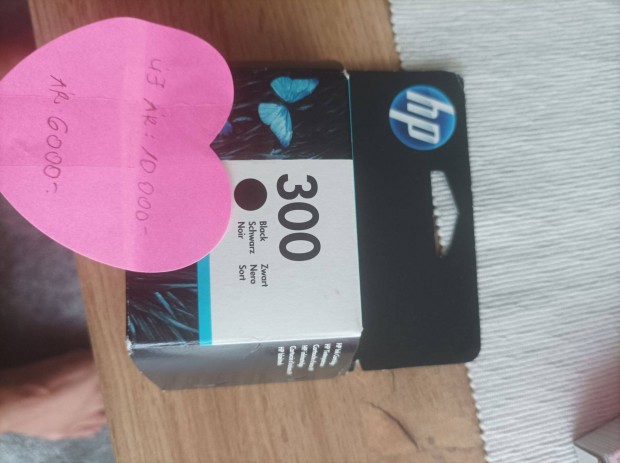 ÚJ ÁR: 10 000-
ÁR. 6000-
hp
300
Black Zwart
Schwarz Nero
Noir Sort